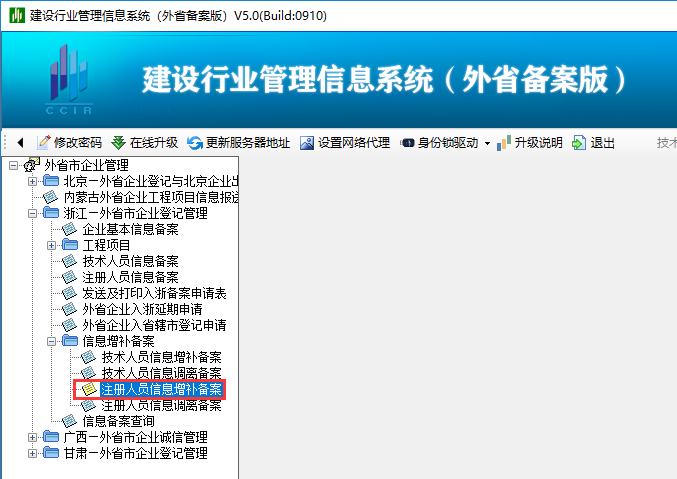 建设行业管理信息系统（外省备案版）V5.0(Build:0910)
建设行业管理信息系统（外省备案版）
CCIR
修改密码 在线升级 更新服务器地址 设置网络代理 身份锁驱动 升级说明 退出 技术
外省市企业管理
北京－外省企业登记与北京企业出
内蒙古外省企业工程项目信息报送
浙江－外省市企业登记管理
企业基本信息备案
工程项目
技术人员信息备案
注册人员信息备案
发送及打印入浙备案申请表
外省企业入浙延期申请
外省企业入省辖市登记申请
信息增补备案
技术人员信息增补备案
技术人员信息调离备案
注册人员信息增补备案
注册人员信息调离备案
信息备案查询
广西－外省市企业诚信管理
甘肃－外省市企业登记管理